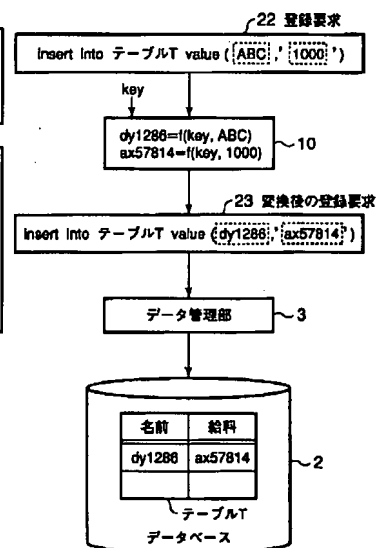 22 登録要求
insert into テーブルT value (ABC,' 1000 ')
key
dy1286=f(key, ABC)
ax57814=f(key, 1000)
10
23 変換後の登録要求
insert into テーブルT value (dy1286,'ax57814')
データ管理部
3
名前 給料
dy1286 ax57814
2
テーブルT
データベース